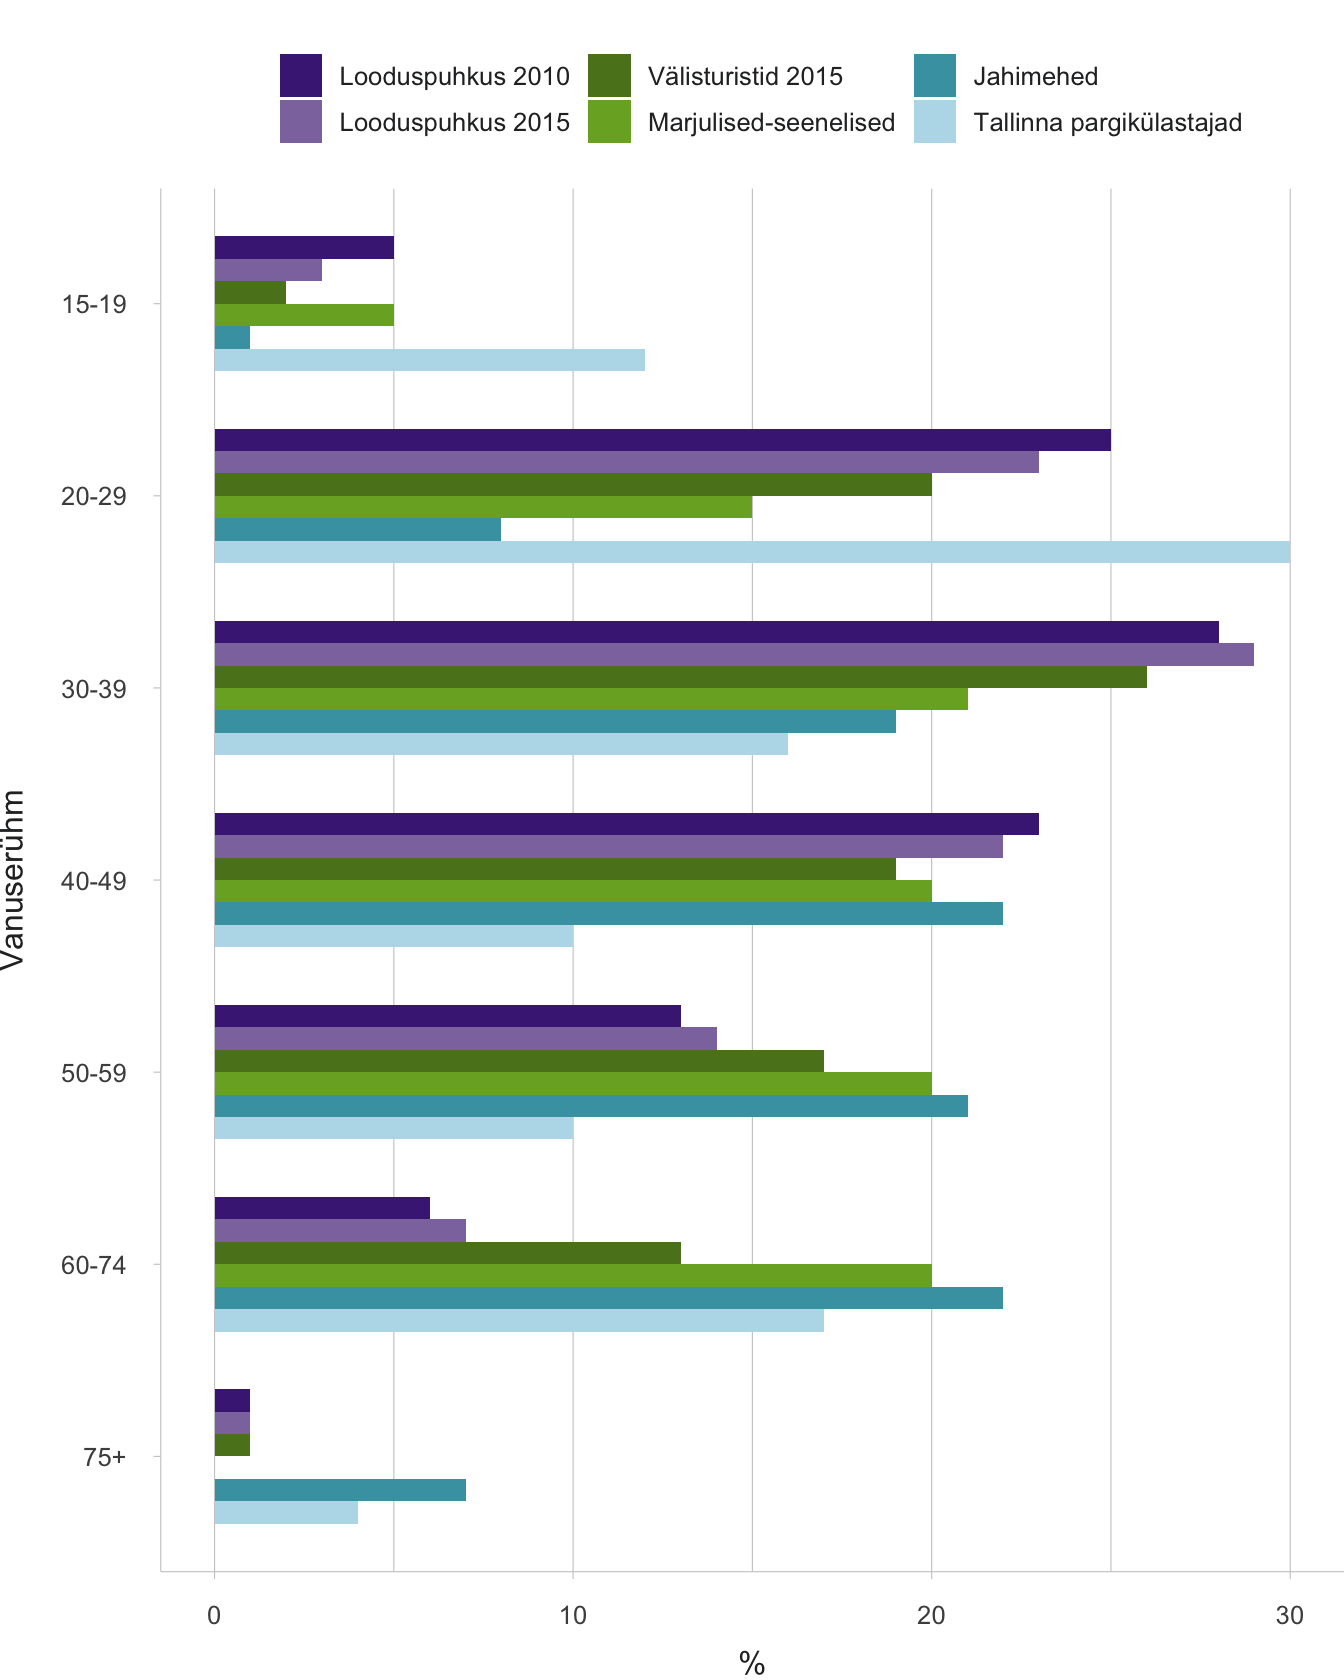 Looduspuhkus 2010
Looduspuhkus 2015
Välisturistid 2015
Marjulised-seenelised
Jahimehed
Tallinna pargikülastajad
Vanuserühm
15-19
20-29
30-39
40-49
50-59
60-74
75+
0 10 20 30
%